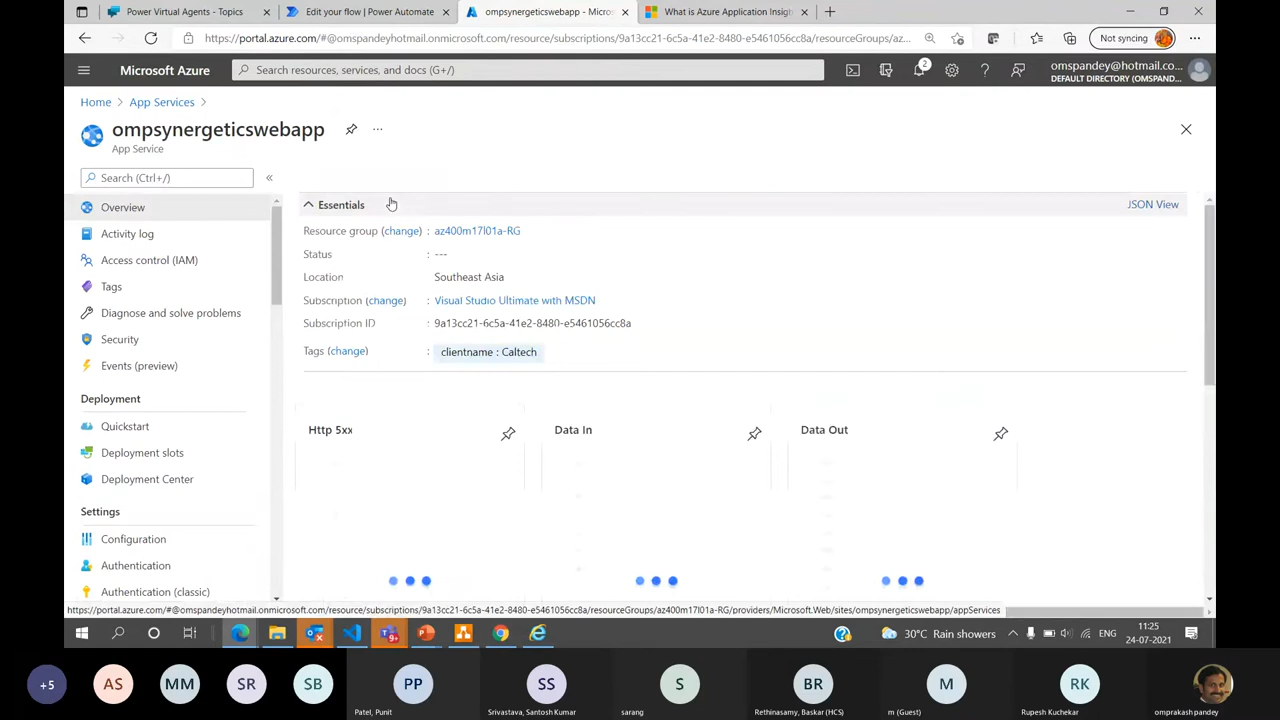 Power Virtual Agents - Topics
Edit your flow | Power Automate
ompsynergeticswebapp - Micros
What is Azure Application Insigh
https://portal.azure.com/#@omspandeyhotmail.onmicrosoft.com/resource/subscriptions/9a13cc21-6c5a-41e2-8480-e5461056cc8a/resourceGroups/az...
Not syncing
Microsoft Azure
Search resources, services, and docs (G+/)
2
omspandey@hotmail.co...
DEFAULT DIRECTORY (OMSPAND...
Home > App Services >
ompsynergeticswebapp
App Service
Search (Ctrl+/)
Overview
Activity log
Access control (IAM)
Tags
Diagnose and solve problems
Security
Events (preview)
Deployment
Quickstart
Deployment slots
Deployment Center
Settings
Configuration
Authentication
Authentication (classic)
Essentials
JSON View
Resource group (change) : az400m17l01a-RG
Status : ---
Location : Southeast Asia
Subscription (change) : Visual Studio Ultimate with MSDN
Subscription ID : 9a13cc21-6c5a-41e2-8480-e5461056cc8a
Tags (change) : clientname : Caltech
Http 5xx
Data In
Data Out
https://portal.azure.com/#@omspandeyhotmail.onmicrosoft.com/resource/subscriptions/9a13cc21-6c5a-41e2-8480-e5461056cc8a/resourceGroups/az400m17l01a-RG/providers/Microsoft.Web/sites/ompsynergeticswebapp/appServices
9+
30°C Rain showers
ENG
11:25
24-07-2021
+5
AS
MM
SR
SB
PP
SS
S
BR
M
RK
Patel, Punit
Srivastava, Santosh Kumar
sarang
Rethinasamy, Baskar (HCS)
m (Guest)
Rupesh Kuchekar
omprakash pandey